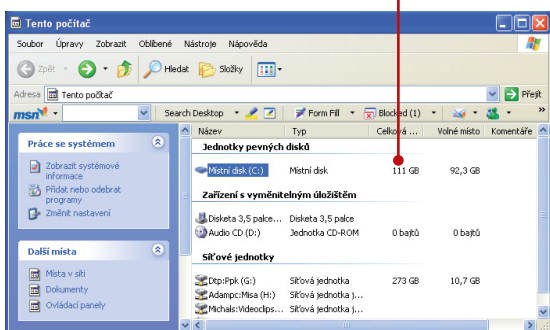 Tento počítač
Soubor Úpravy Zobrazit Oblíbené Nástroje Nápověda
Zpět Hledat Složky
Adresa Tento počítač Přejít
msn Search Desktop Form Fill Blocked (1) »
Práce se systémem
Zobrazit systémové
informace
Přidat nebo odebrat
programy
Změnit nastavení
Další místa
Místa v síti
Dokumenty
Ovládací panely
Název Typ Celková ... Volné místo Komentáře
Jednotky pevných disků
Místní disk (C:) Místní disk 111 GB 92,3 GB
Zařízení s vyměnitelným úložištěm
Disketa 3,5 palce... Disketa 3,5 palce
Audio CD (D:) Jednotka CD-ROM 0 bajtů 0 bajtů
Síťové jednotky
Dtp:Ppk (G:) Síťová jednotka 273 GB 10,7 GB
Adampc:Misa (H:) Síťová jednotka j...
Michals:Videoclips... Síťová jednotka j...